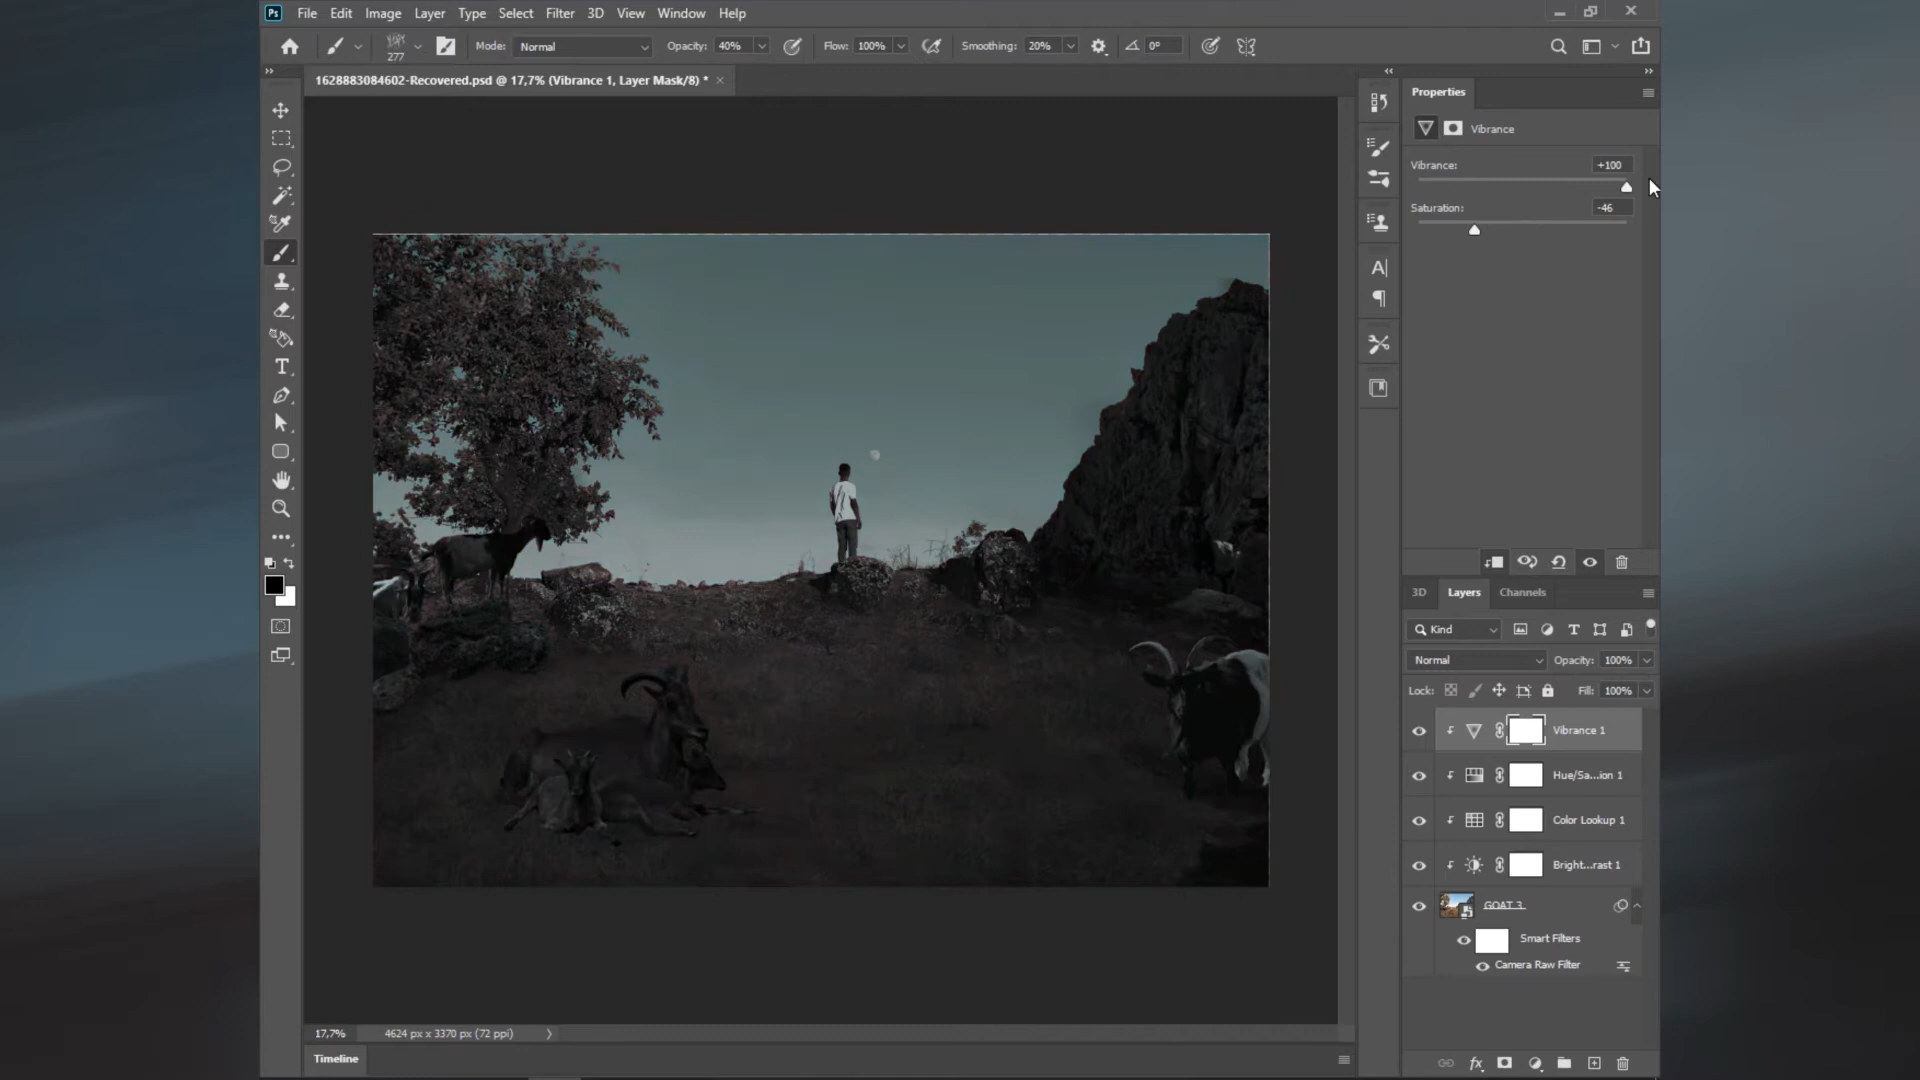 Ps File Edit Image Layer Type Select Filter 3D View Window Help
277 Mode: Normal Opacity: 40% Flow: 100% Smoothing: 20% 0°
1628883084602-Recovered.psd @ 17,7% (Vibrance 1, Layer Mask/8) *
Properties
Vibrance
Vibrance: +100
Saturation: -46
3D Layers Channels
Kind
Normal Opacity: 100%
Lock: Fill: 100%
Vibrance 1
Hue/Sa...ion 1
Color Lookup 1
Bright...rast 1
GOAT 3
Smart Filters
Camera Raw Filter
17,7% 4624 px x 3370 px (72 ppi)
Timeline